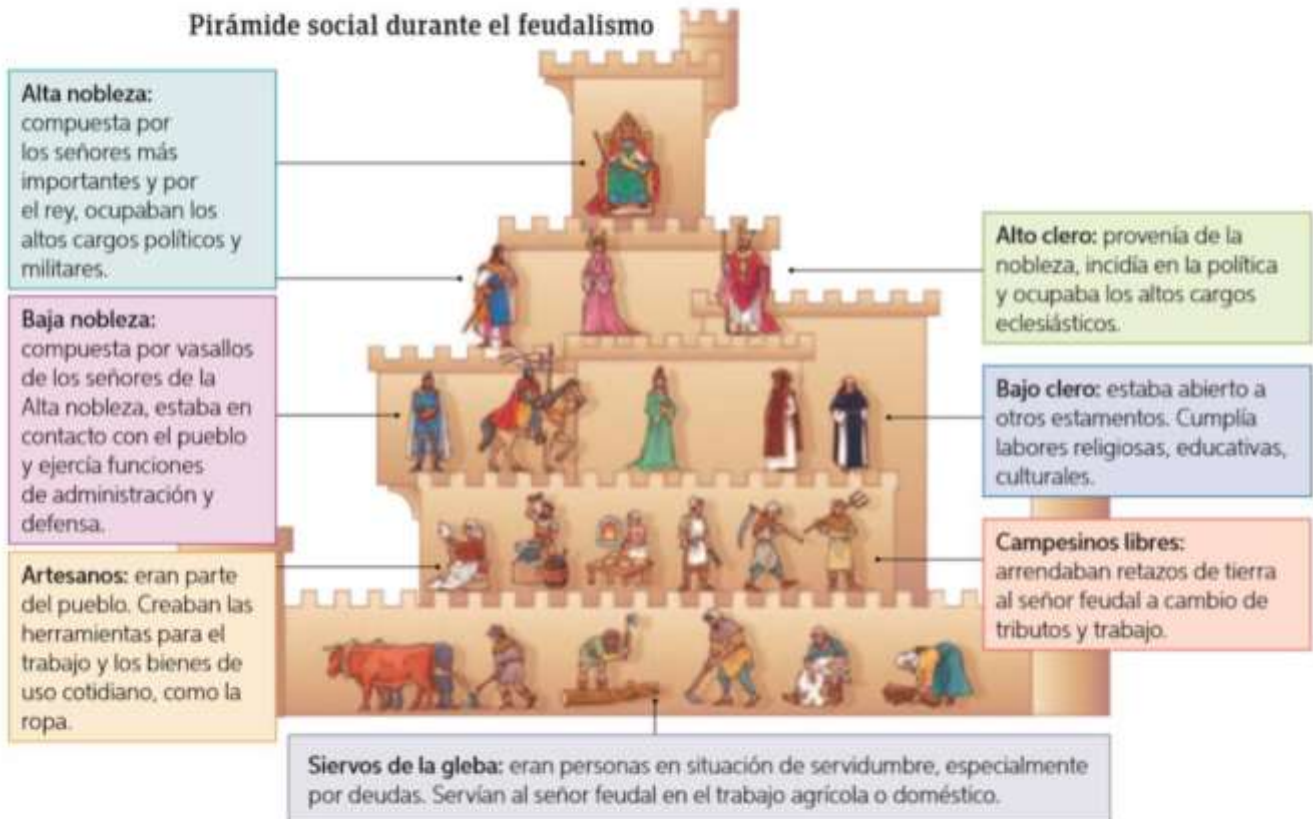 Pirámide social durante el feudalismo
Alta nobleza:
compuesta por
los señores más
importantes y por
el rey, ocupaban los
altos cargos políticos y
militares.
Baja nobleza:
compuesta por vasallos
de los señores de la
Alta nobleza, estaba en
contacto con el pueblo
y ejercía funciones
de administración y
defensa.
Artesanos: eran parte
del pueblo. Creaban las
herramientas para el
trabajo y los bienes de
uso cotidiano, como la
ropa.
Alto clero: provenía de la
nobleza, incidía en la política
y ocupaba los altos cargos
eclesiásticos.
Bajo clero: estaba abierto a
otros estamentos. Cumplía
labores religiosas, educativas,
culturales.
Campesinos libres:
arrendaban retazos de tierra
al señor feudal a cambio de
tributos y trabajo.
Siervos de la gleba: eran personas en situación de servidumbre, especialmente
por deudas. Servían al señor feudal en el trabajo agrícola o doméstico.